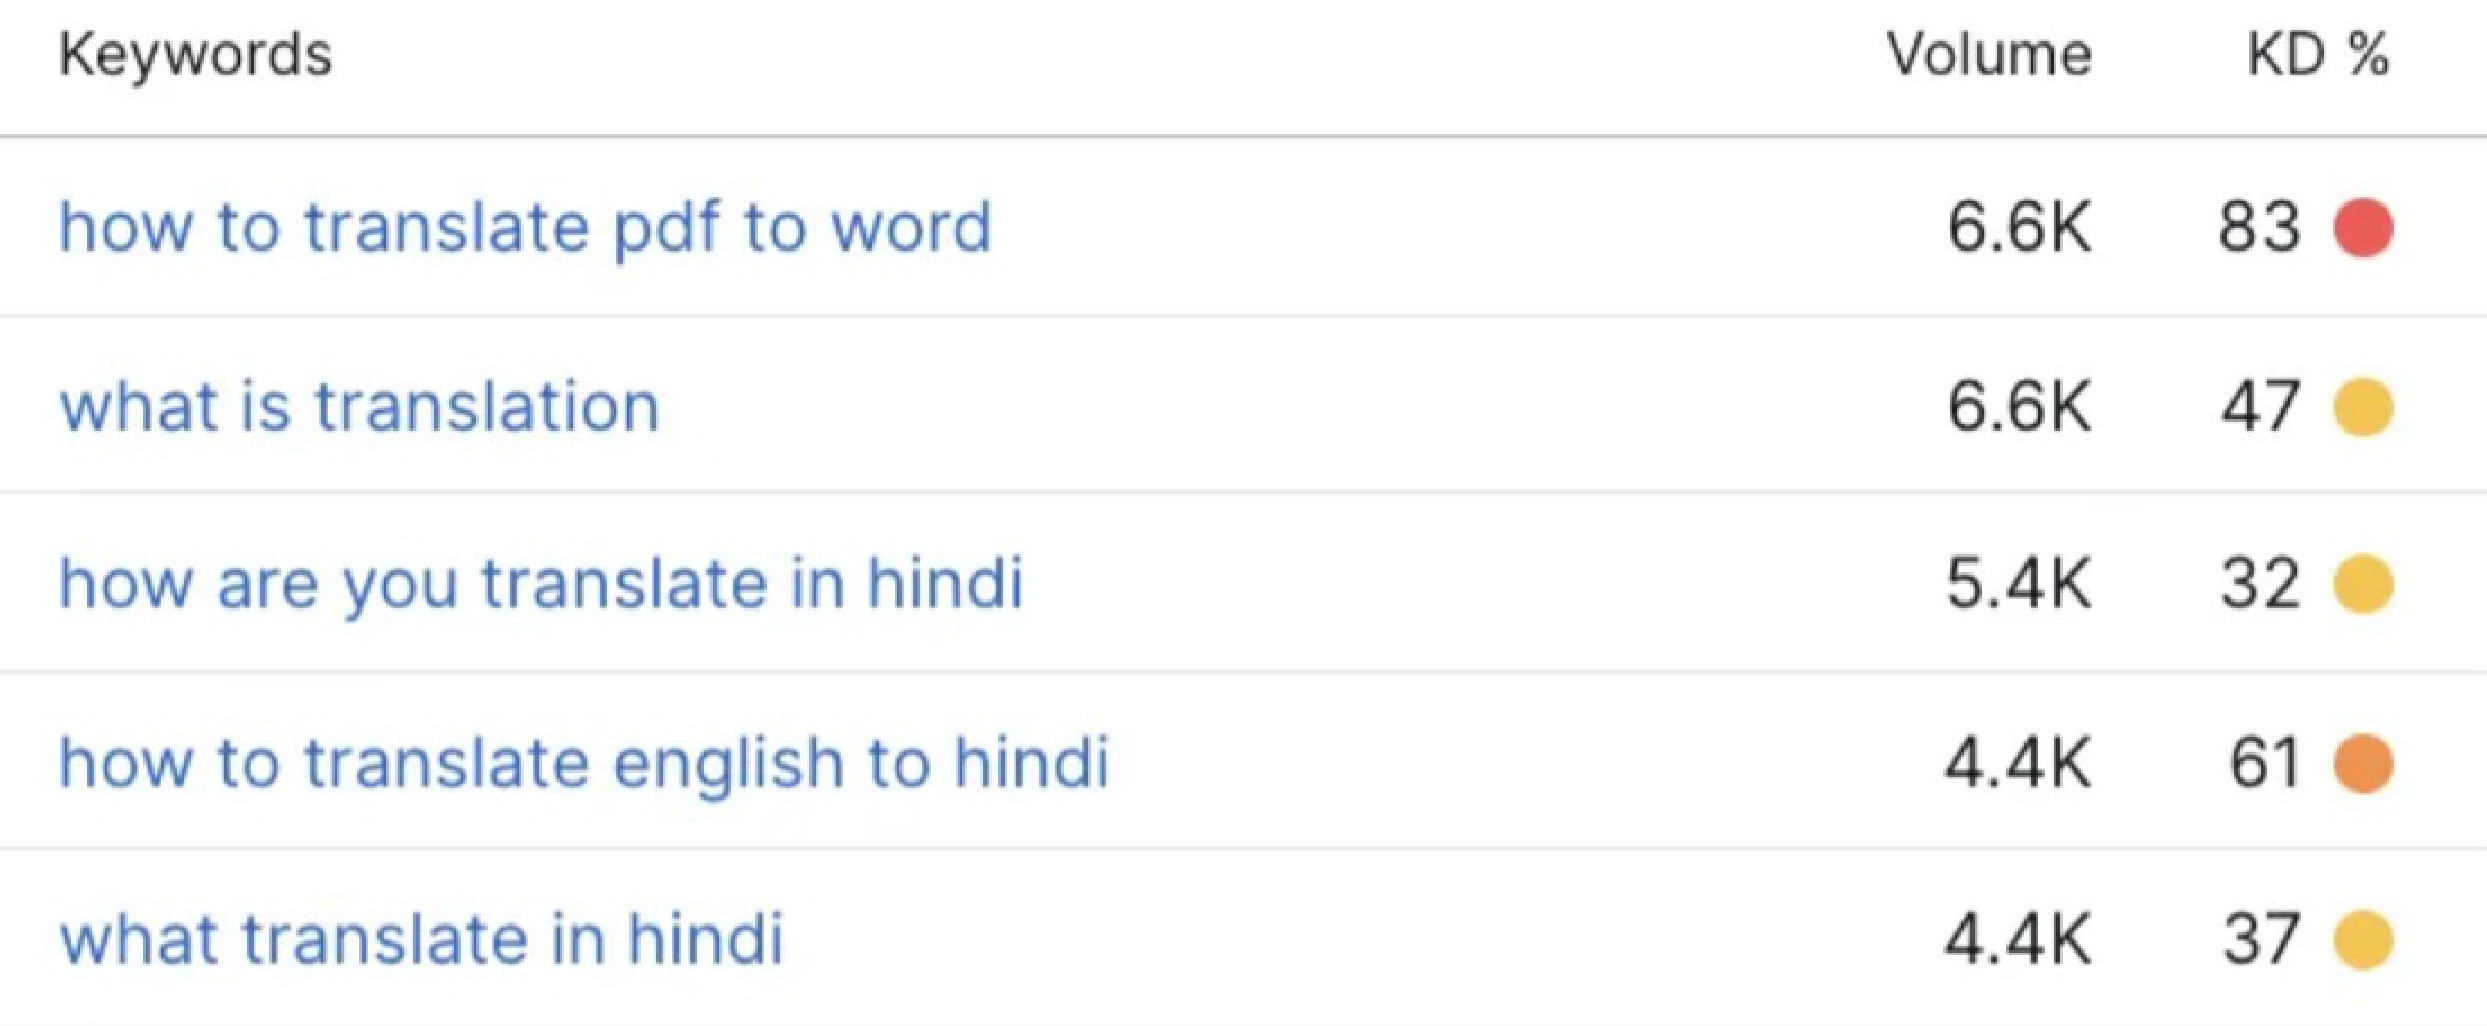 Keywords Volume KD %
how to translate pdf to word 6.6K 83
what is translation 6.6K 47
how are you translate in hindi 5.4K 32
how to translate english to hindi 4.4K 61
what translate in hindi 4.4K 37